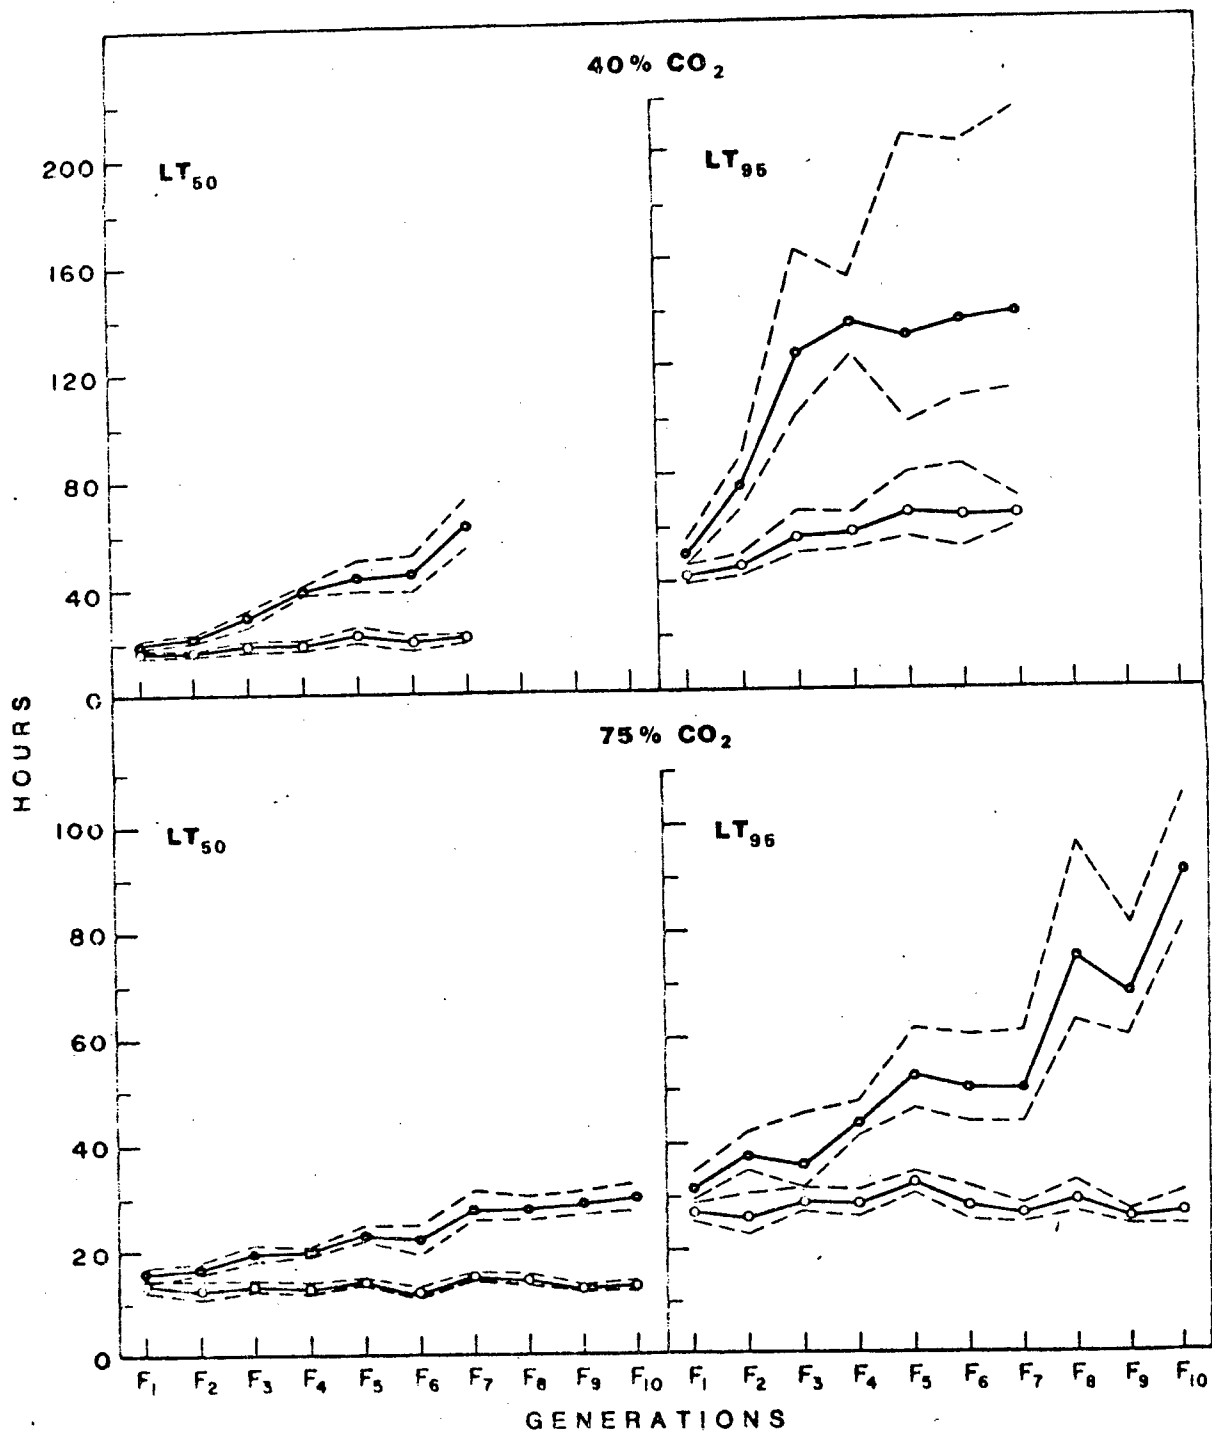 40% CO₂
LT₅₀
LT₉₅
200
160
120
80
40
0
HOURS
75% CO₂
LT₅₀
LT₉₅
100
80
60
40
20
0
F₁ F₂ F₃ F₄ F₅ F₆ F₇ F₈ F₉ F₁₀ F₁ F₂ F₃ F₄ F₅ F₆ F₇ F₈ F₉ F₁₀
GENERATIONS